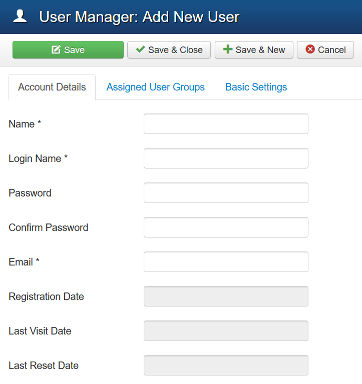 User Manager: Add New User
Save
Save & Close
Save & New
Cancel
Account Details
Assigned User Groups
Basic Settings
Name *
Login Name *
Password
Confirm Password
Email *
Registration Date
Last Visit Date
Last Reset Date